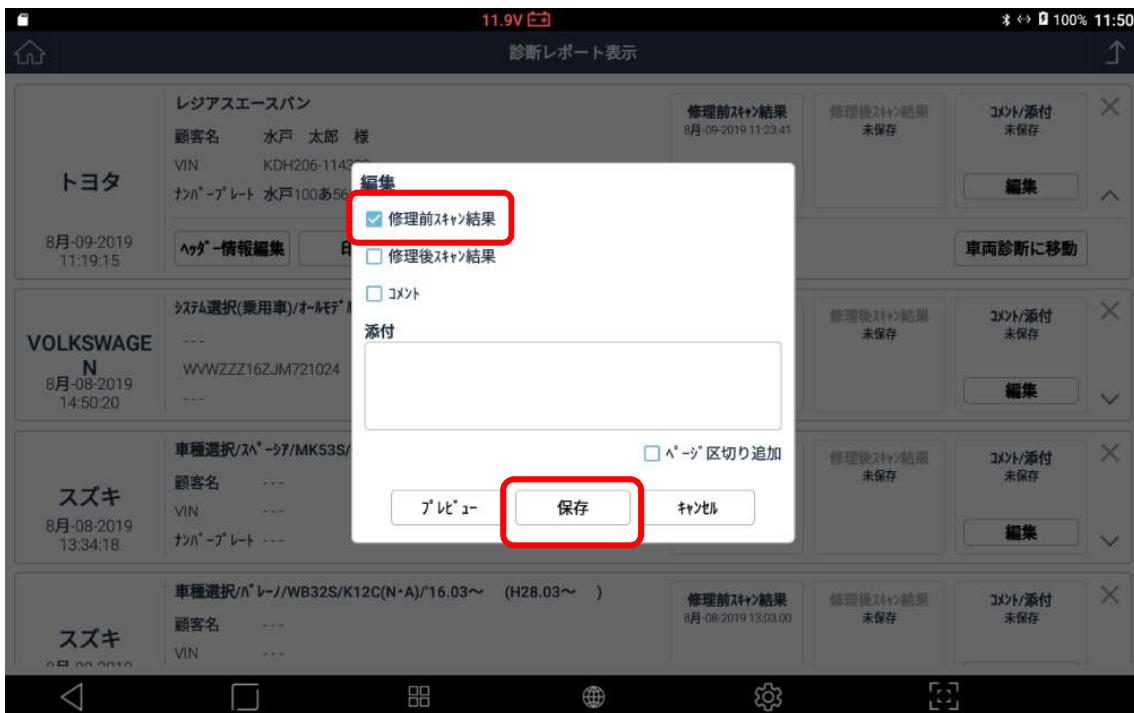 11.9V
100% 11:50
診断レポート表示
トヨタ
8月-09-2019
11:19:15
レジアスエースバン
顧客名 水戸 太郎 様
VIN KDH206-114
ﾅﾝﾊﾞｰﾌﾟﾚｰﾄ 水戸100あ56
ﾍｯﾀﾞｰ情報編集
修理前ｽｷｬﾝ結果
8月-09-2019 11:23:41
修理後ｽｷｬﾝ結果
未保存
ｺﾒﾝﾄ/添付
未保存
編集
車両診断に移動
編集
修理前ｽｷｬﾝ結果
修理後ｽｷｬﾝ結果
ｺﾒﾝﾄ
添付
ﾍﾟｰｼﾞ区切り追加
ﾌﾟﾚﾋﾞｭｰ
保存
ｷｬﾝｾﾙ
VOLKSWAGE
N
8月-08-2019
14:50:20
ｼｽﾃﾑ選択(乗用車)/ｵｰﾙﾓﾃﾞ
---
WVWZZZ16ZJM721024
---
修理後ｽｷｬﾝ結果
未保存
ｺﾒﾝﾄ/添付
未保存
編集
スズキ
8月-08-2019
13:34:18
車種選択/ｽﾍﾟｰｼｱ/MK53S/
顧客名 ---
VIN ---
ﾅﾝﾊﾞｰﾌﾟﾚｰﾄ ---
修理後ｽｷｬﾝ結果
未保存
ｺﾒﾝﾄ/添付
未保存
編集
スズキ
車種選択/ﾊﾞﾚｰﾉ/WB32S/K12C(N･A)/'16.03～ (H28.03～ )
顧客名 ---
VIN ---
修理前ｽｷｬﾝ結果
8月-08-2019 13:03:00
修理後ｽｷｬﾝ結果
未保存
ｺﾒﾝﾄ/添付
未保存